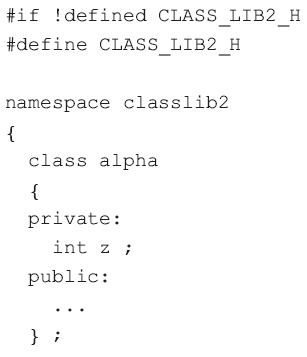 #if !defined CLASS_LIB2_H
#define CLASS_LIB2_H
namespace classlib2
{
class alpha
{
private:
int z ;
public:
...
} ;